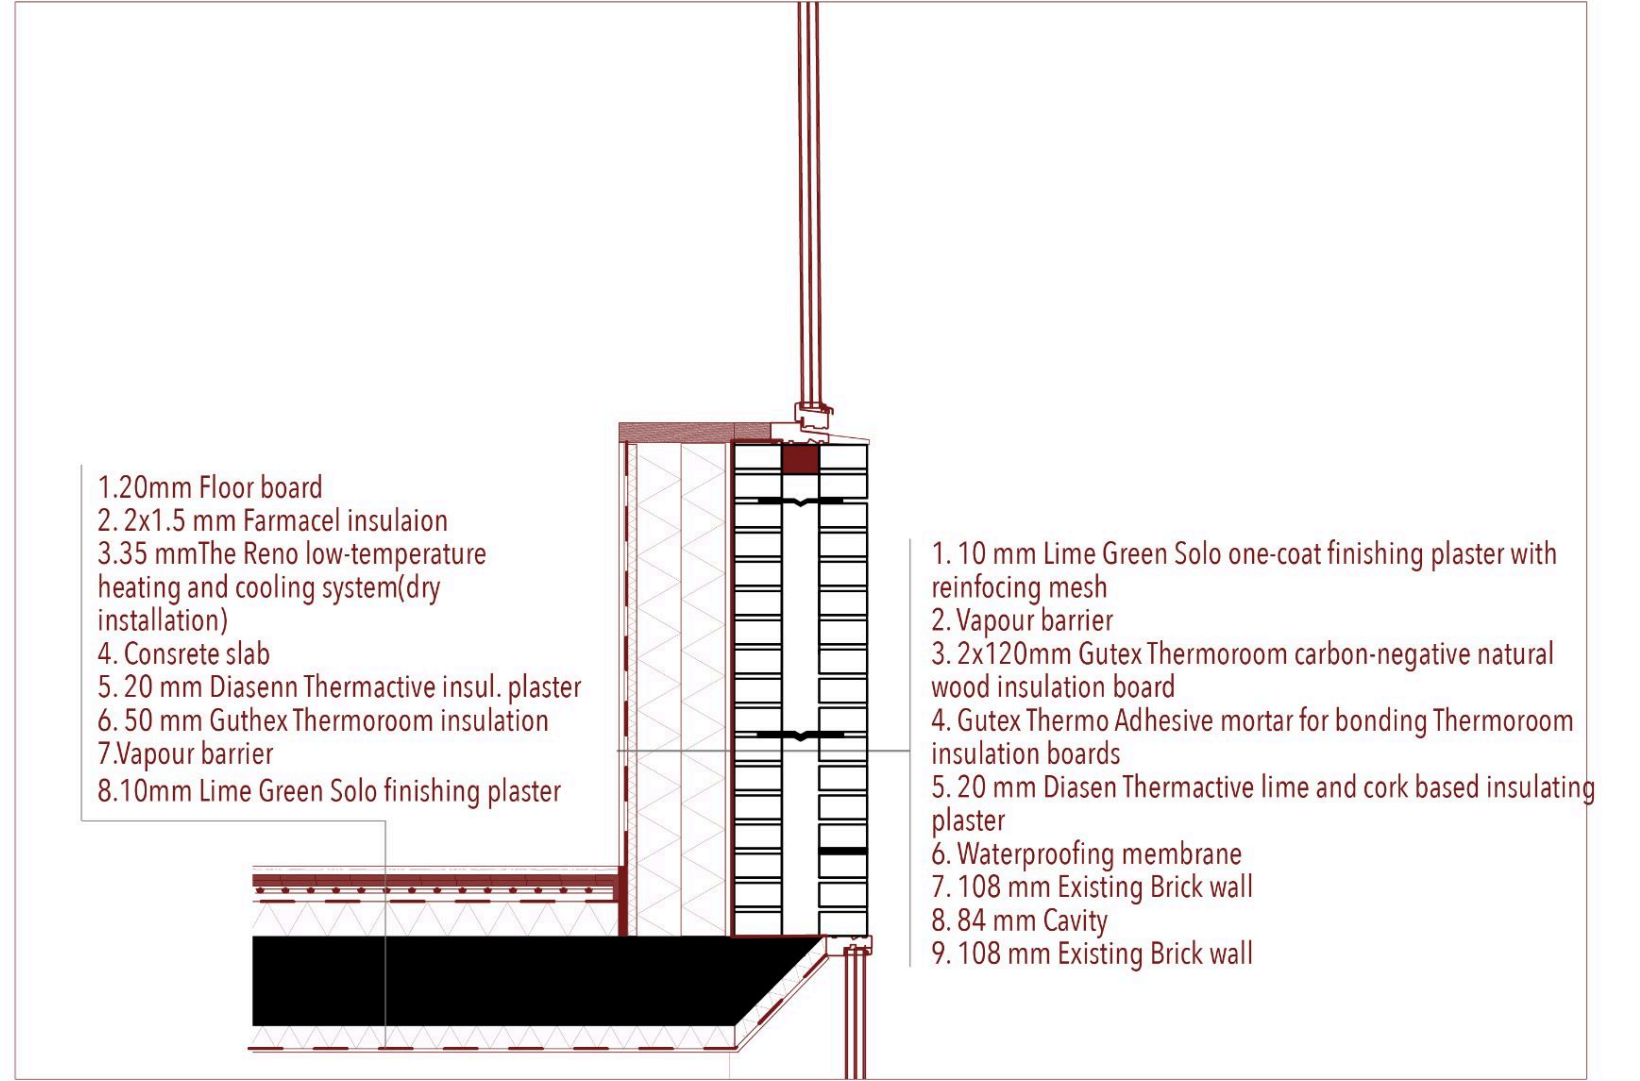 1.20mm Floor board
2. 2x1.5 mm Farmacel insulaion
3.35 mmThe Reno low-temperature
heating and cooling system(dry
installation)
4. Consrete slab
5. 20 mm Diasenn Thermactive insul. plaster
6. 50 mm Guthex Thermoroom insulation
7.Vapour barrier
8.10mm Lime Green Solo finishing plaster
1. 10 mm Lime Green Solo one-coat finishing plaster with
reinfocing mesh
2. Vapour barrier
3. 2x120mm Gutex Thermoroom carbon-negative natural
wood insulation board
4. Gutex Thermo Adhesive mortar for bonding Thermoroom
insulation boards
5. 20 mm Diasen Thermactive lime and cork based insulating
plaster
6. Waterproofing membrane
7. 108 mm Existing Brick wall
8. 84 mm Cavity
9. 108 mm Existing Brick wall